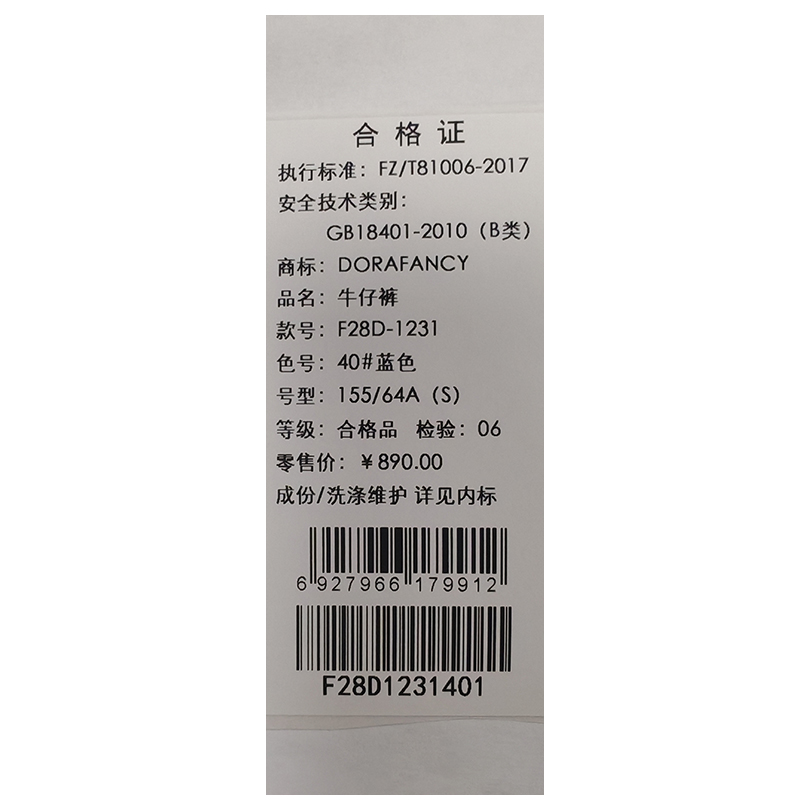 合格证
执行标准：FZ/T81006-2017
安全技术类别：
GB18401-2010（B类）
商标：DORAFANCY
品名：牛仔裤
款号：F28D-1231
色号：40#蓝色
号型：155/64A（S）
等级：合格品 检验：06
零售价：￥890.00
成份/洗涤维护 详见内标
6 927966 179912
F28D1231401